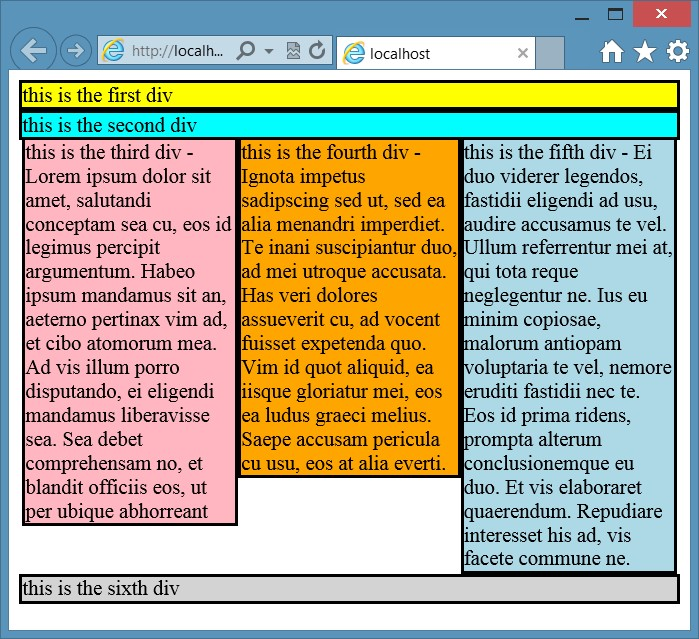 http://localh...
localhost
this is the first div
this is the second div
this is the third div -
Lorem ipsum dolor sit
amet, salutandi
conceptam sea cu, eos id
legimus percipit
argumentum. Habeo
ipsum mandamus sit an,
aeterno pertinax vim ad,
et cibo atomorum mea.
Ad vis illum porro
disputando, ei eligendi
mandamus liberavisse
sea. Sea debet
comprehensam no, et
blandit officiis eos, ut
per ubique abhorreant
this is the fourth div -
Ignota impetus
sadipscing sed ut, sed ea
alia menandri imperdiet.
Te inani suscipiantur duo,
ad mei utroque accusata.
Has veri dolores
assueverit cu, ad vocent
fuisset expetenda quo.
Vim id quot aliquid, ea
iisque gloriatur mei, eos
ea ludus graeci melius.
Saepe accusam pericula
cu usu, eos at alia everti.
this is the fifth div - Ei
duo viderer legendos,
fastidii eligendi ad usu,
audire accusamus te vel.
Ullum referrentur mei at,
qui tota reque
neglegentur ne. Ius eu
minim copiosae,
malorum antiopam
voluptaria te vel, nemore
eruditi fastidii nec te.
Eos id prima ridens,
prompta alterum
conclusionemque eu
duo. Et vis elaboraret
quaerendum. Repudiare
interesset his ad, vis
facete commune ne.
this is the sixth div